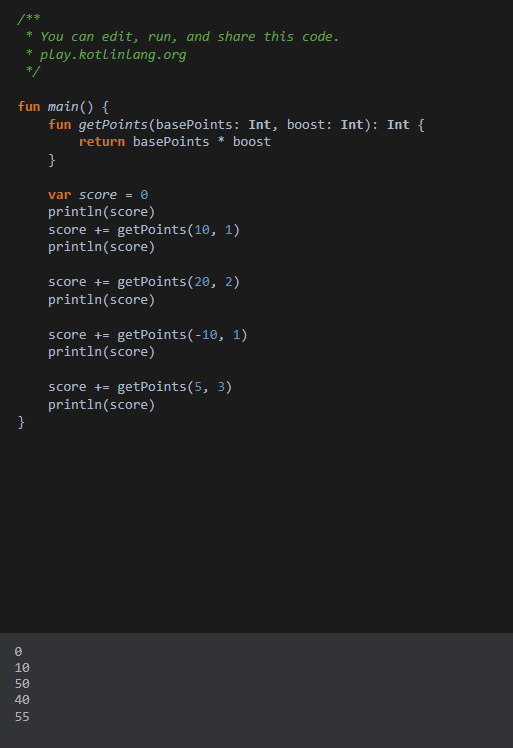 /**
 * You can edit, run, and share this code.
 * play.kotlinlang.org
 */
fun main() {
    fun getPoints(basePoints: Int, boost: Int): Int {
        return basePoints * boost
    }
    var score = 0
    println(score)
    score += getPoints(10, 1)
    println(score)
    score += getPoints(20, 2)
    println(score)
    score += getPoints(-10, 1)
    println(score)
    score += getPoints(5, 3)
    println(score)
}
0
10
50
40
55